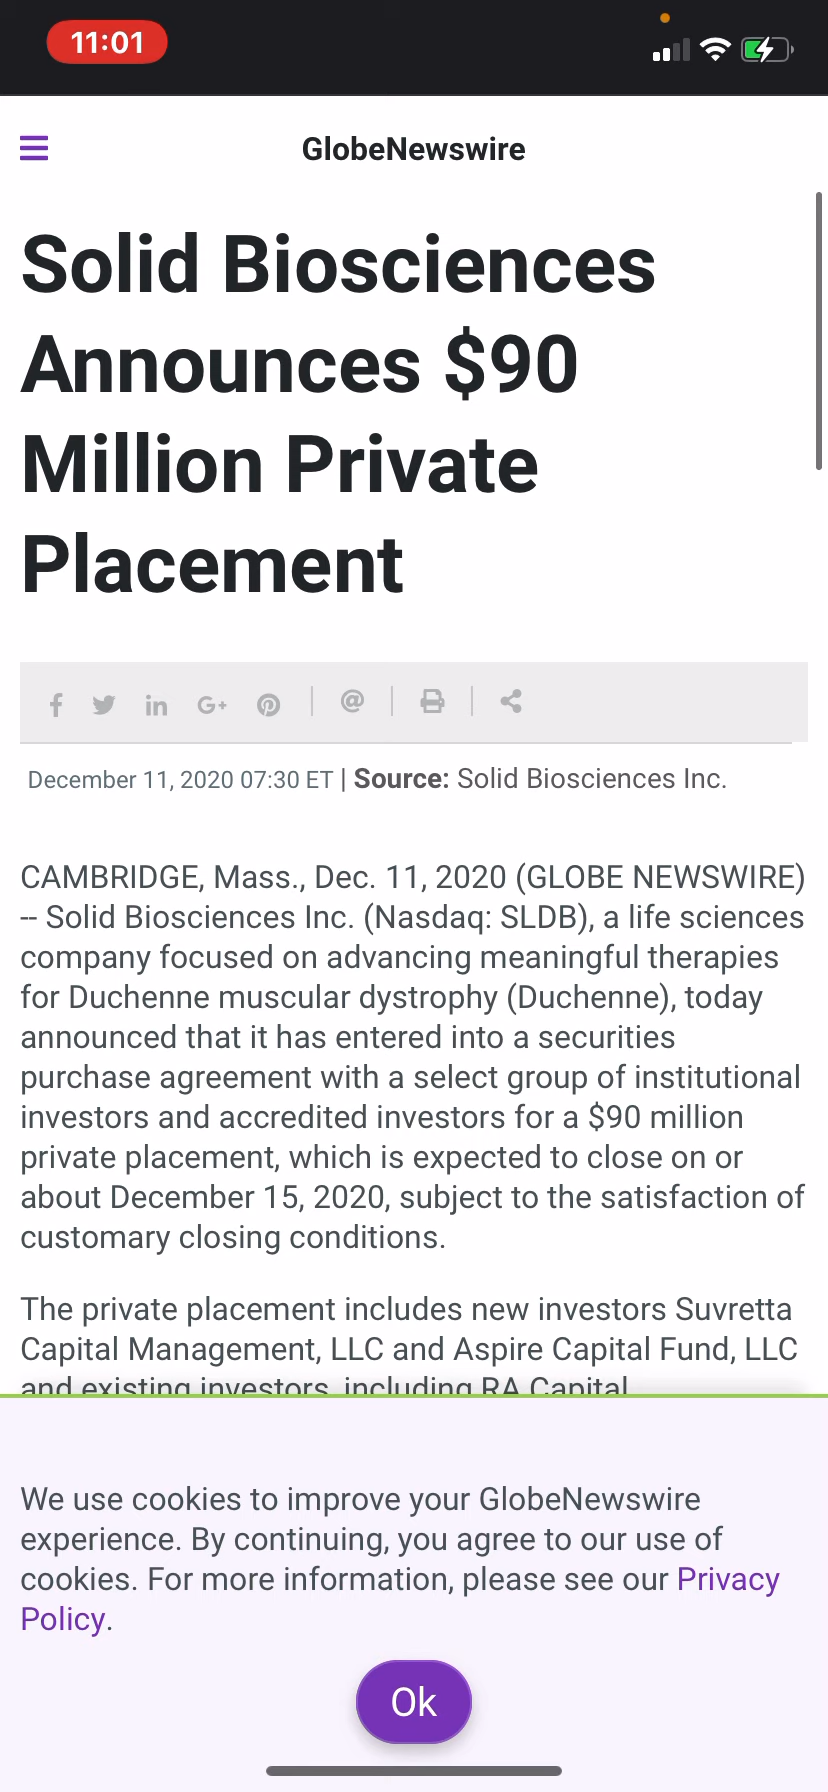 11:01
GlobeNewswire
Solid Biosciences
Announces $90
Million Private
Placement
December 11, 2020 07:30 ET | Source: Solid Biosciences Inc.
CAMBRIDGE, Mass., Dec. 11, 2020 (GLOBE NEWSWIRE)
-- Solid Biosciences Inc. (Nasdaq: SLDB), a life sciences
company focused on advancing meaningful therapies
for Duchenne muscular dystrophy (Duchenne), today
announced that it has entered into a securities
purchase agreement with a select group of institutional
investors and accredited investors for a $90 million
private placement, which is expected to close on or
about December 15, 2020, subject to the satisfaction of
customary closing conditions.
The private placement includes new investors Suvretta
Capital Management, LLC and Aspire Capital Fund, LLC
and existing investors, including RA Capital
We use cookies to improve your GlobeNewswire
experience. By continuing, you agree to our use of
cookies. For more information, please see our Privacy
Policy.
Ok